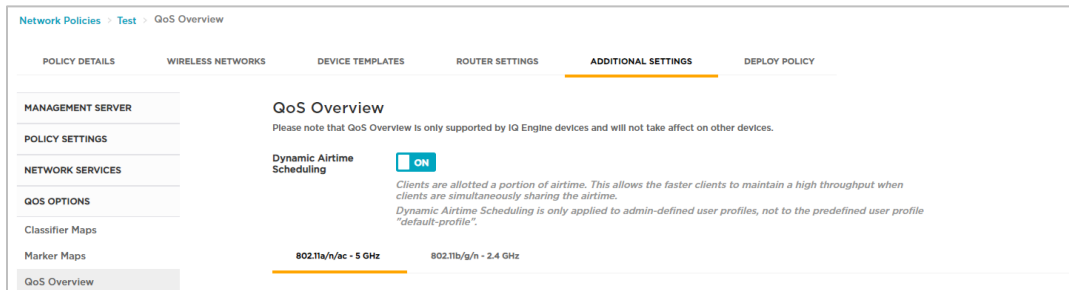 Network Policies > Test > QoS Overview
POLICY DETAILS WIRELESS NETWORKS DEVICE TEMPLATES ROUTER SETTINGS ADDITIONAL SETTINGS DEPLOY POLICY
MANAGEMENT SERVER
POLICY SETTINGS
NETWORK SERVICES
QOS OPTIONS
Classifier Maps
Marker Maps
QoS Overview
QoS Overview
Please note that QoS Overview is only supported by IQ Engine devices and will not take affect on other devices.
Dynamic Airtime
Scheduling
ON
Clients are allotted a portion of airtime. This allows the faster clients to maintain a high throughput when
clients are simultaneously sharing the airtime.
Dynamic Airtime Scheduling is only applied to admin-defined user profiles, not to the predefined user profile
"default-profile".
802.11a/n/ac - 5 GHz 802.11b/g/n - 2.4 GHz